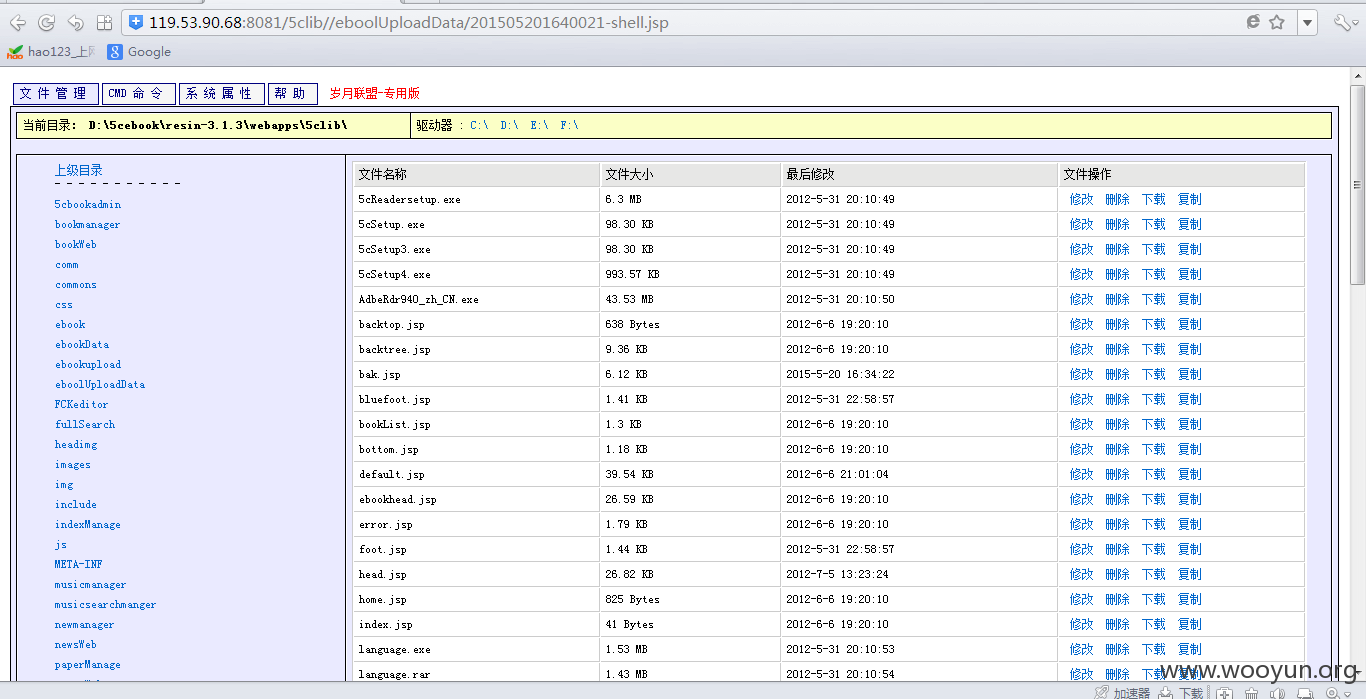 119.53.90.68:8081/5clib//eboolUploadData/201505201640021-shell.jsp
hao123_上网 Google
文件管理 CMD 命令 系统属性 帮助 岁月联盟-专用版
当前目录: D:\5cebook\resin-3.1.3\webapps\5clib\ 驱动器 : C:\ D:\ E:\ F:\
上级目录
- - - - - - - - - - -
5cbookadmin
bookmanager
bookWeb
comm
commons
css
ebook
ebookData
ebookupload
eboolUploadData
FCKeditor
fullSearch
heading
images
img
include
indexManage
js
META-INF
musicmanager
musicsearchmanger
newmanager
newsWeb
paperManage
文件名称 文件大小 最后修改 文件操作
5cReadersetup.exe 6.3 MB 2012-5-31 20:10:49 修改 删除 下载 复制
5cSetup.exe 98.30 KB 2012-5-31 20:10:49 修改 删除 下载 复制
5cSetup3.exe 98.30 KB 2012-5-31 20:10:49 修改 删除 下载 复制
5cSetup4.exe 993.57 KB 2012-5-31 20:10:49 修改 删除 下载 复制
AdbeRdr940_zh_CN.exe 43.53 MB 2012-5-31 20:10:50 修改 删除 下载 复制
backtop.jsp 638 Bytes 2012-6-6 19:20:10 修改 删除 下载 复制
backtree.jsp 9.36 KB 2012-6-6 19:20:10 修改 删除 下载 复制
bak.jsp 6.12 KB 2015-5-20 16:34:22 修改 删除 下载 复制
bluefoot.jsp 1.41 KB 2012-5-31 22:58:57 修改 删除 下载 复制
bookList.jsp 1.3 KB 2012-6-6 19:20:10 修改 删除 下载 复制
bottom.jsp 1.18 KB 2012-6-6 19:20:10 修改 删除 下载 复制
default.jsp 39.54 KB 2012-6-6 21:01:04 修改 删除 下载 复制
ebookhead.jsp 26.59 KB 2012-6-6 19:20:10 修改 删除 下载 复制
error.jsp 1.79 KB 2012-6-6 19:20:10 修改 删除 下载 复制
foot.jsp 1.44 KB 2012-5-31 22:58:57 修改 删除 下载 复制
head.jsp 26.82 KB 2012-7-5 13:23:24 修改 删除 下载 复制
home.jsp 825 Bytes 2012-6-6 19:20:10 修改 删除 下载 复制
index.jsp 41 Bytes 2012-6-6 19:20:10 修改 删除 下载 复制
language.exe 1.53 MB 2012-5-31 20:10:53 修改 删除 下载 复制
language.rar 1.43 MB 2012-5-31 20:10:54 修改 删除 下载 复制
www.wooyun.org
加速器 下载